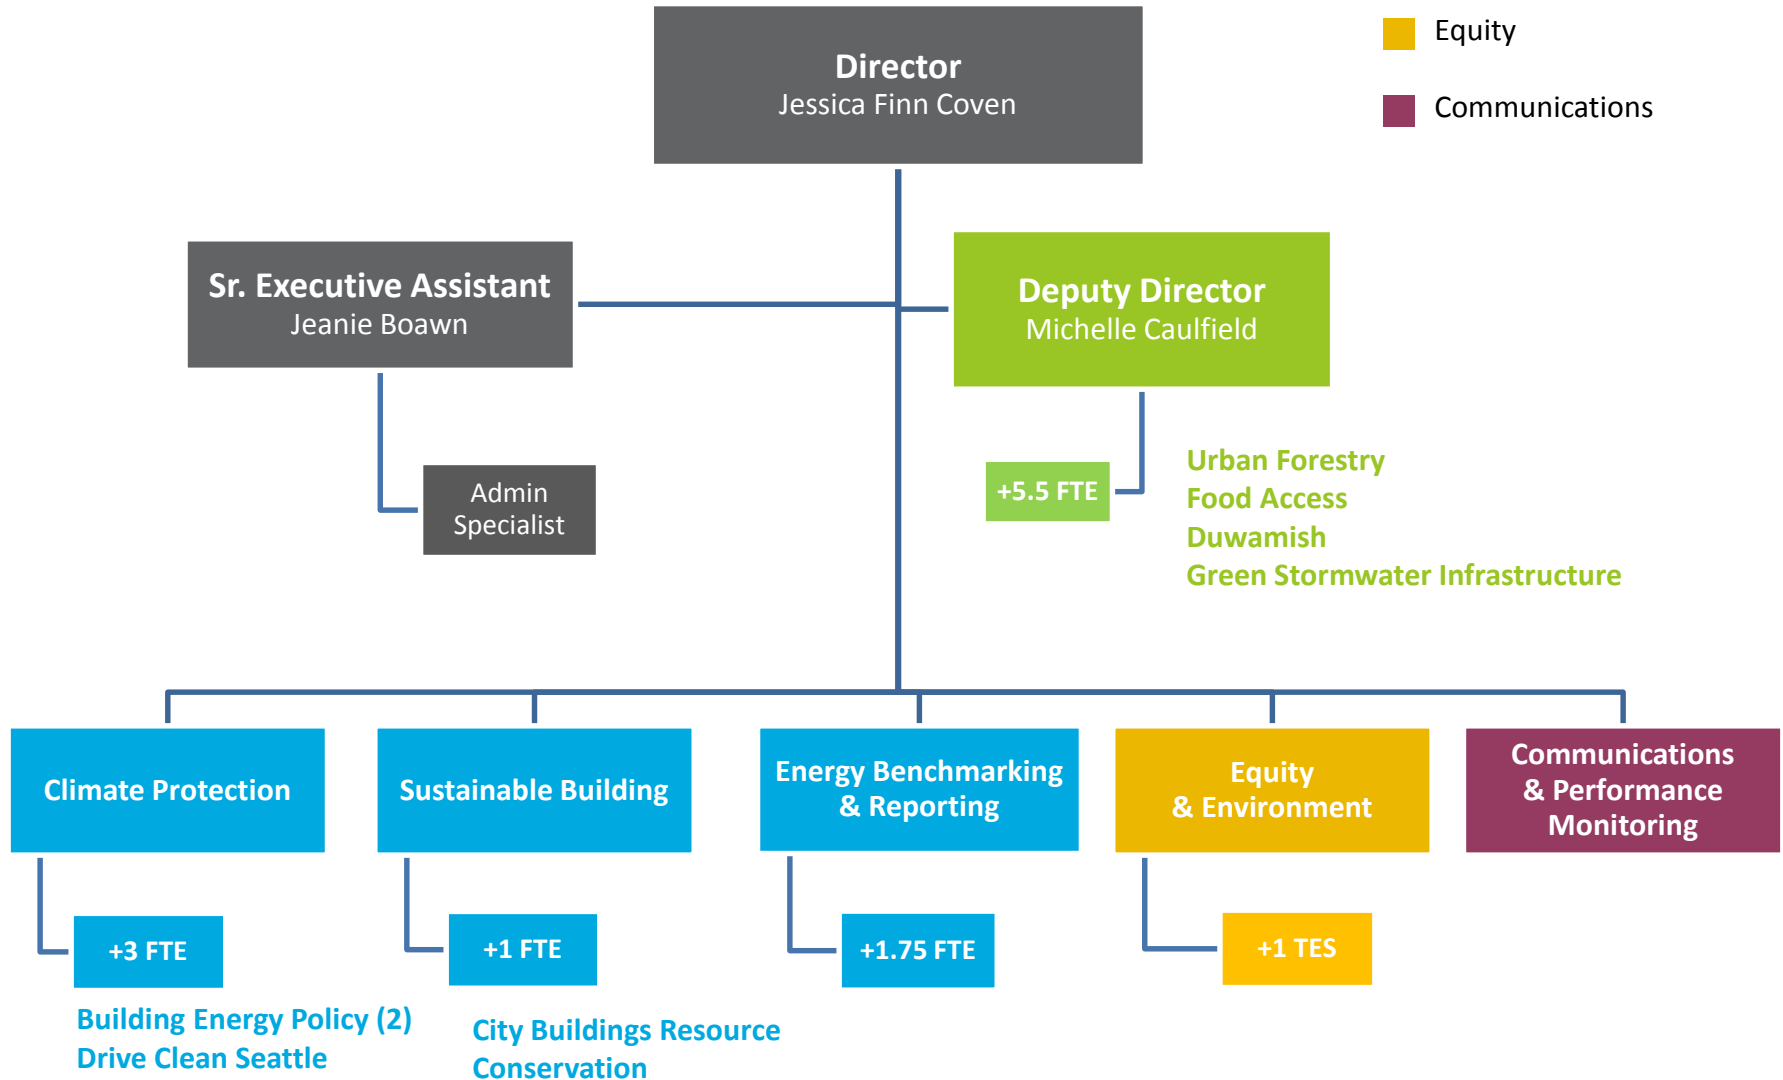 Director
Jessica Finn Coven
Equity
Communications
Sr. Executive Assistant
Jeanie Boawn
Deputy Director
Michelle Caulfield
Admin
Specialist
+5.5 FTE
Urban Forestry
Food Access
Duwamish
Green Stormwater Infrastructure
Climate Protection
Sustainable Building
Energy Benchmarking
& Reporting
Equity
& Environment
Communications
& Performance
Monitoring
+3 FTE
+1 FTE
+1.75 FTE
+1 TES
Building Energy Policy (2)
Drive Clean Seattle
City Buildings Resource
Conservation